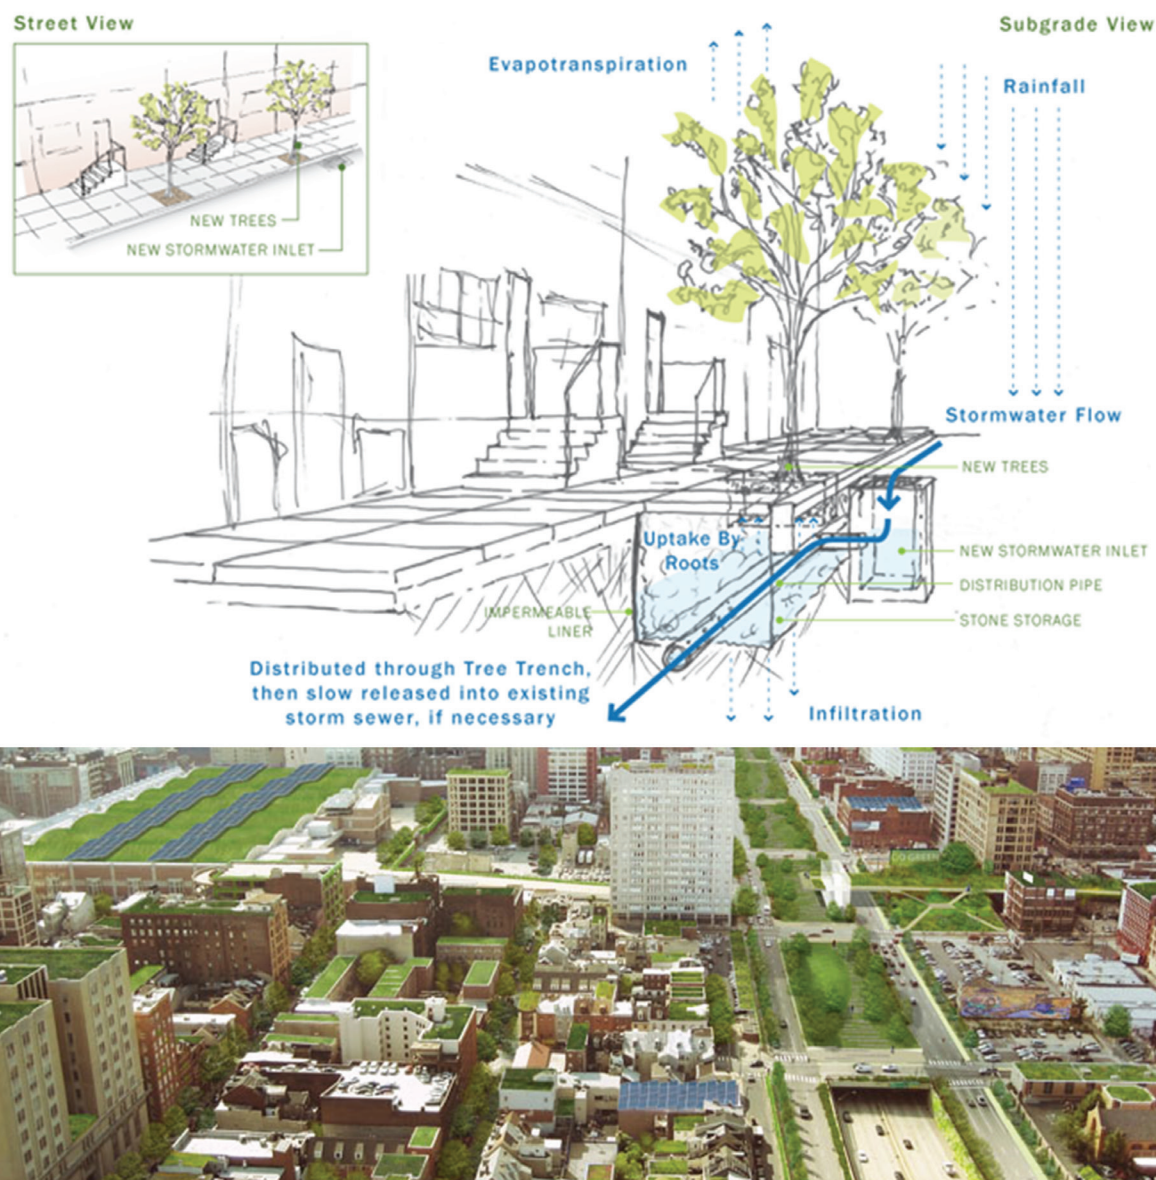 Street View
Subgrade View
Evapotranspiration
Rainfall
NEW TREES
NEW STORMWATER INLET
Stormwater Flow
NEW TREES
Uptake By
Roots
NEW STORMWATER INLET
DISTRIBUTION PIPE
IMPERMEABLE
LINER
STONE STORAGE
Distributed through Tree Trench,
then slow released into existing
storm sewer, if necessary
Infiltration
GO GREEN